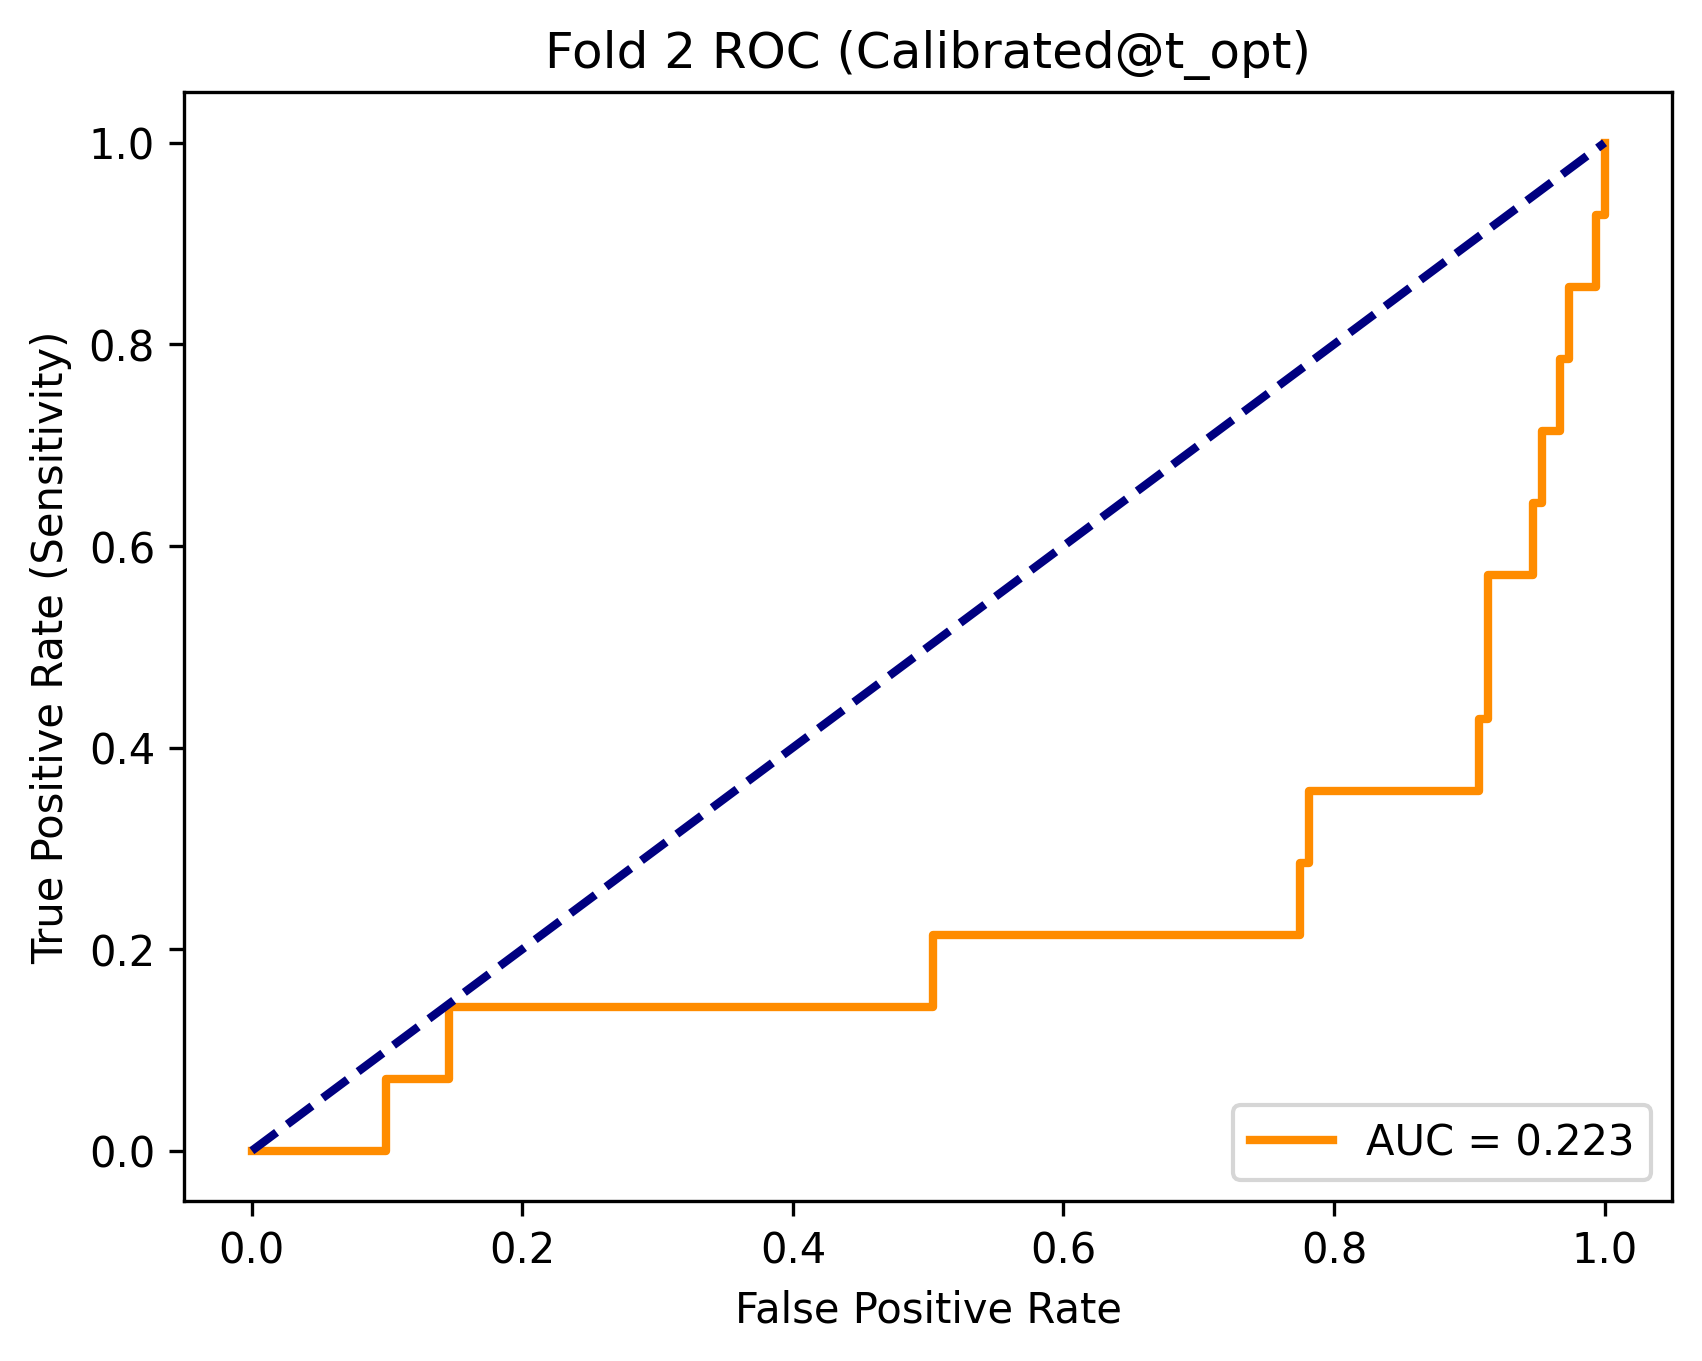 Fold 2 ROC (Calibrated@t_opt)
True Positive Rate (Sensitivity)
1.0
0.8
0.6
0.4
0.2
0.0
AUC = 0.223
0.0 0.2 0.4 0.6 0.8 1.0
False Positive Rate